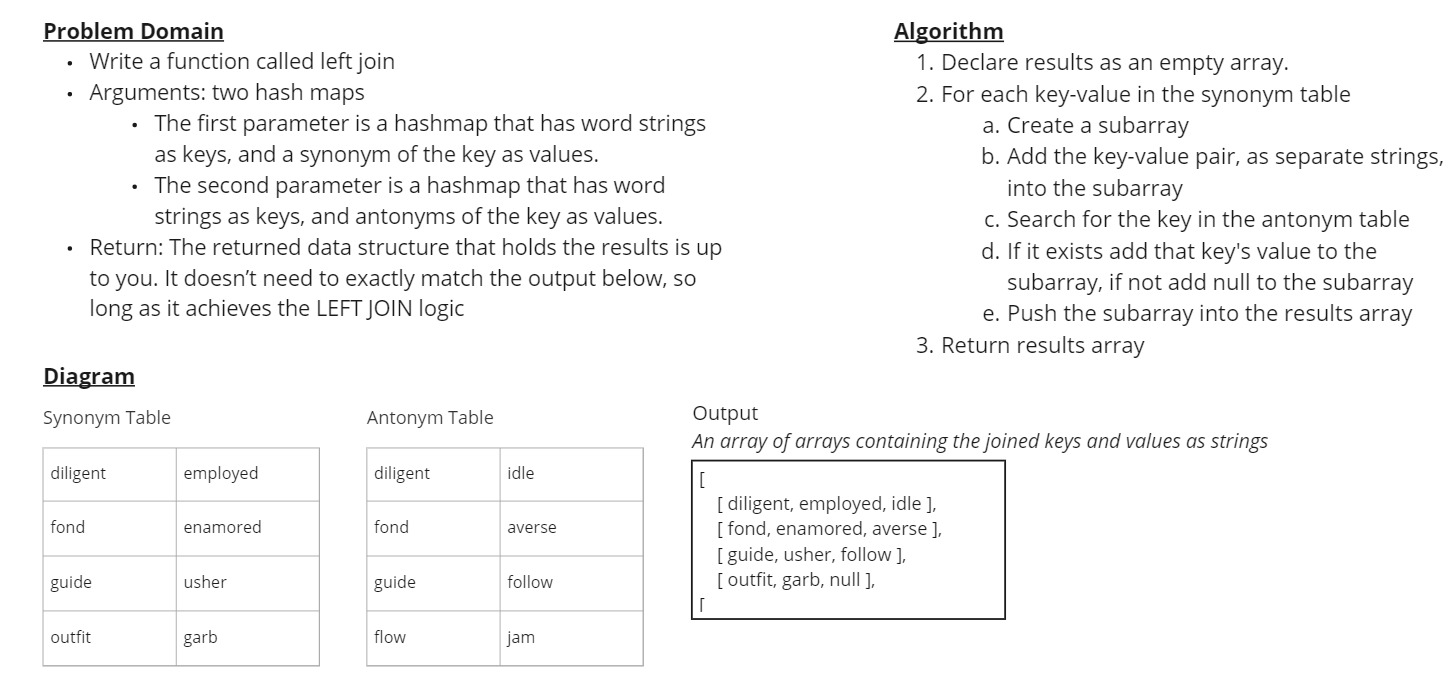 Problem Domain
• Write a function called left join
• Arguments: two hash maps
• The first parameter is a hashmap that has word strings
as keys, and a synonym of the key as values.
• The second parameter is a hashmap that has word
strings as keys, and antonyms of the key as values.
• Return: The returned data structure that holds the results is up
to you. It doesn’t need to exactly match the output below, so
long as it achieves the LEFT JOIN logic
Algorithm
1. Declare results as an empty array.
2. For each key-value in the synonym table
a. Create a subarray
b. Add the key-value pair, as separate strings,
into the subarray
c. Search for the key in the antonym table
d. If it exists add that key's value to the
subarray, if not add null to the subarray
e. Push the subarray into the results array
3. Return results array
Diagram
Synonym Table
diligent employed
fond enamored
guide usher
outfit garb
Antonym Table
diligent idle
fond averse
guide follow
flow jam
Output
An array of arrays containing the joined keys and values as strings
[
[ diligent, employed, idle ],
[ fond, enamored, averse ],
[ guide, usher, follow ],
[ outfit, garb, null ],
[